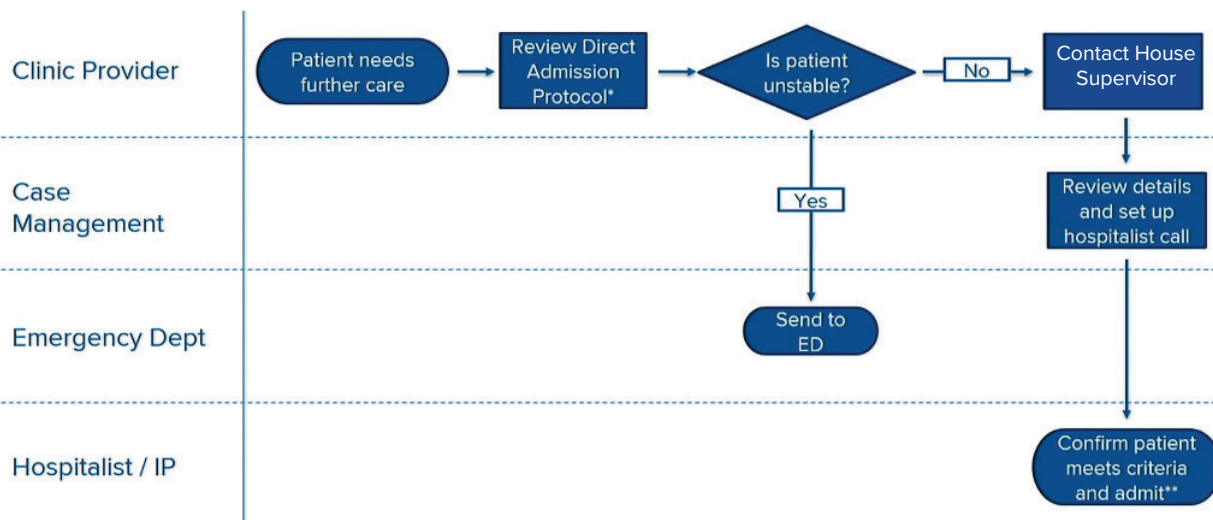 Clinic Provider
Patient needs
further care
Review Direct
Admission
Protocol*
Is patient
unstable?
No
Contact House
Supervisor
Case
Management
Yes
Review details
and set up
hospitalist call
Emergency Dept
Send to
ED
Hospitalist / IP
Confirm patient
meets criteria
and admit**